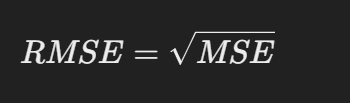 RMSE = √MSE